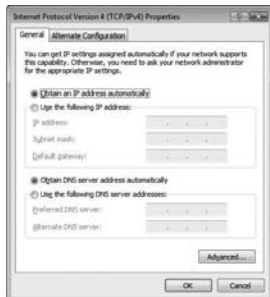 Internet Protocol Version 4 (TCP/IPv4) Properties
General Alternate Configuration
You can get IP settings assigned automatically if your network supports
this capability. Otherwise, you need to ask your network administrator
for the appropriate IP settings.
Obtain an IP address automatically
Use the following IP address:
IP address:
Subnet mask:
Default gateway:
Obtain DNS server address automatically
Use the following DNS server addresses:
Preferred DNS server:
Alternate DNS server:
Advanced...
OK Cancel